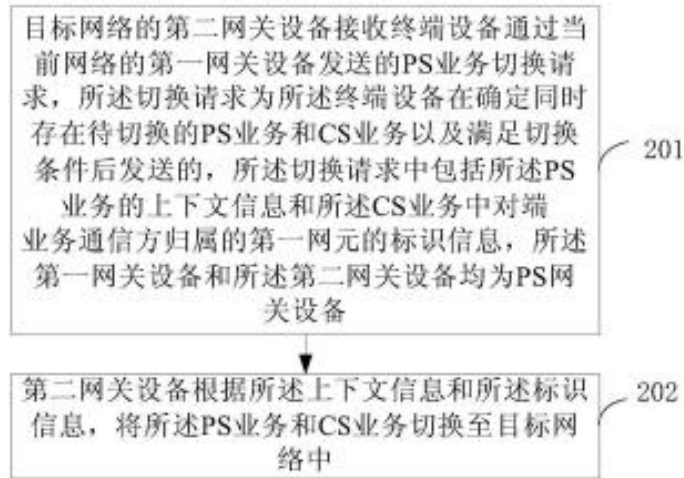 目标网络的第二网关设备接收终端设备通过当
前网络的第一网关设备发送的PS业务切换请
求，所述切换请求为所述终端设备在确定同时
存在待切换的PS业务和CS业务以及满足切换
条件后发送的，所述切换请求中包括所述PS
业务的上下文信息和所述CS业务中对端
业务通信方归属的第一网元的标识信息，所述
第一网关设备和所述第二网关设备均为PS网
关设备
201
第二网关设备根据所述上下文信息和所述标识
信息，将所述PS业务和CS业务切换至目标网
络中
202